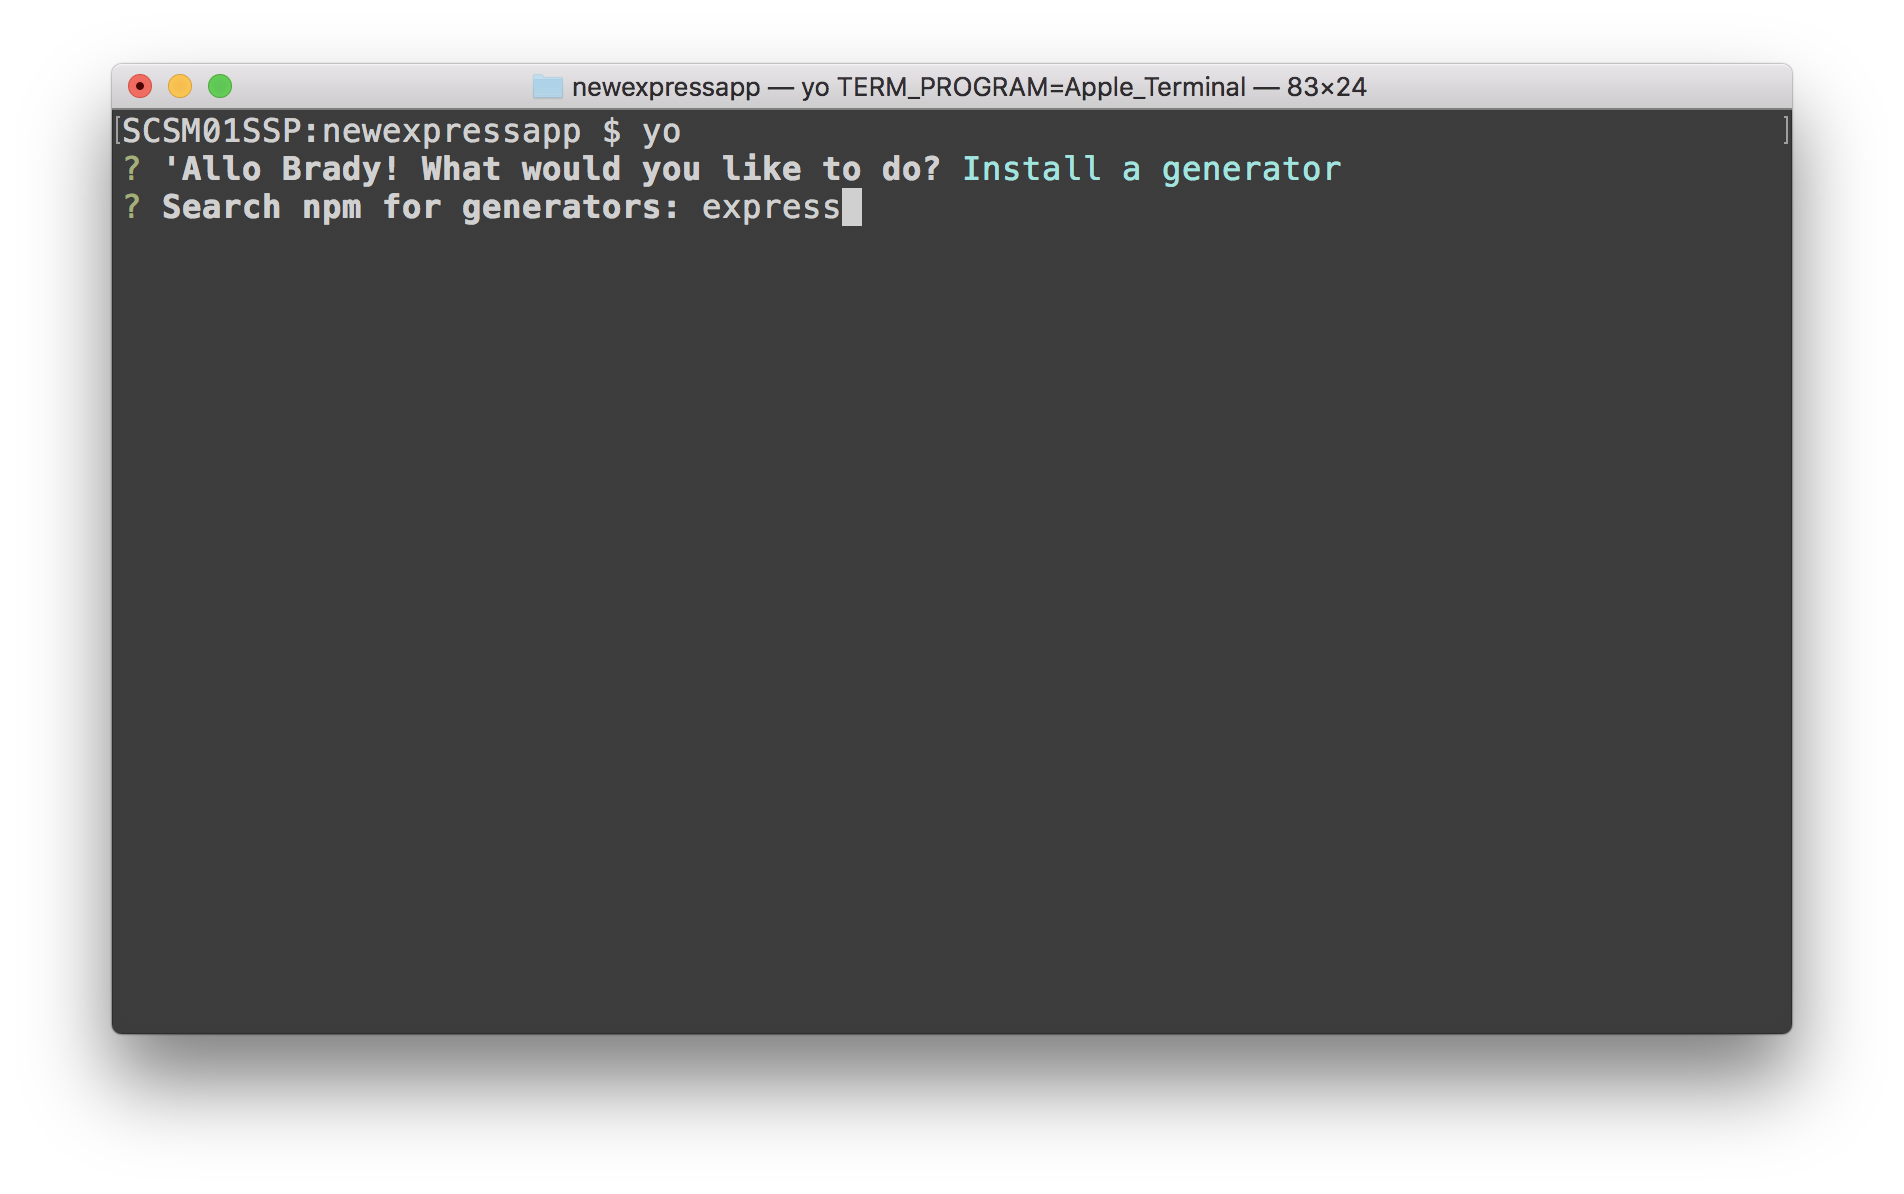 newexpressapp — yo TERM_PROGRAM=Apple_Terminal — 83×24
[SCSM01SSP:newexpressapp $ yo ]
? 'Allo Brady! What would you like to do? Install a generator
? Search npm for generators: express